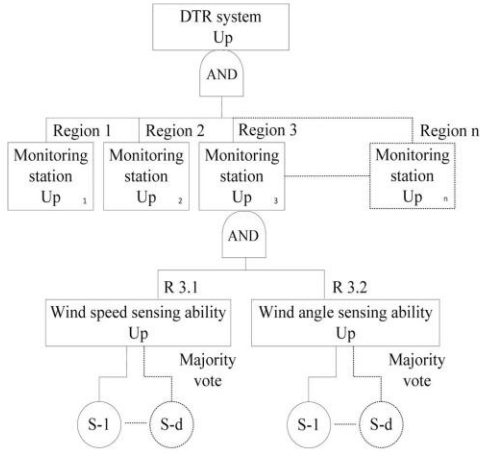 DTR system
Up
AND
Region 1
Region 2
Region 3
Region n
Monitoring
station
Up 1
Monitoring
station
Up 2
Monitoring
station
Up 3
Monitoring
station
Up n
AND
R 3.1
R 3.2
Wind speed sensing ability
Up
Wind angle sensing ability
Up
Majority
vote
Majority
vote
S-1
S-d
S-1
S-d